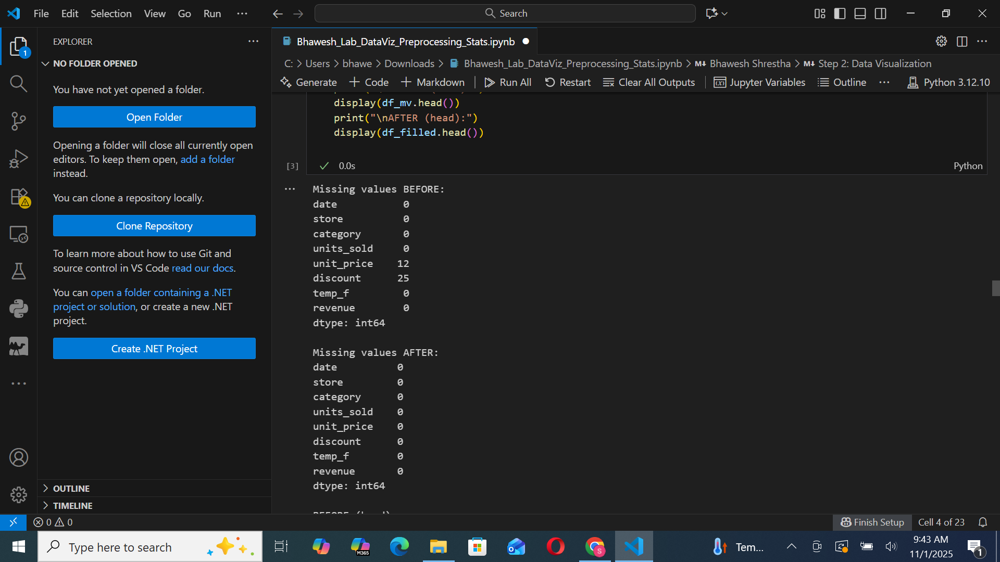 File Edit Selection View Go Run
Search
EXPLORER
NO FOLDER OPENED
You have not yet opened a folder.
Open Folder
Opening a folder will close all currently open
editors. To keep them open, add a folder
instead.
You can clone a repository locally.
Clone Repository
To learn more about how to use Git and
source control in VS Code read our docs.
You can open a folder containing a .NET
project or solution, or create a new .NET
project.
Create .NET Project
OUTLINE
TIMELINE
1
Bhawesh_Lab_DataViz_Preprocessing_Stats.ipynb
C: > Users > bhawe > Downloads > Bhawesh_Lab_DataViz_Preprocessing_Stats.ipynb > M↓ Bhawesh Shrestha > M↓ Step 2: Data Visualization
Generate + Code + Markdown Run All Restart Clear All Outputs Jupyter Variables Outline ... Python 3.12.10
display(df_mv.head())
print("\nAFTER (head):")
display(df_filled.head())
[3] ✓ 0.0s Python
Missing values BEFORE:
date 0
store 0
category 0
units_sold 0
unit_price 12
discount 25
temp_f 0
revenue 0
dtype: int64
Missing values AFTER:
date 0
store 0
category 0
units_sold 0
unit_price 0
discount 0
temp_f 0
revenue 0
dtype: int64
0 0
Finish Setup Cell 4 of 23
Type here to search
M365
Tem...
9:43 AM
11/1/2025
1